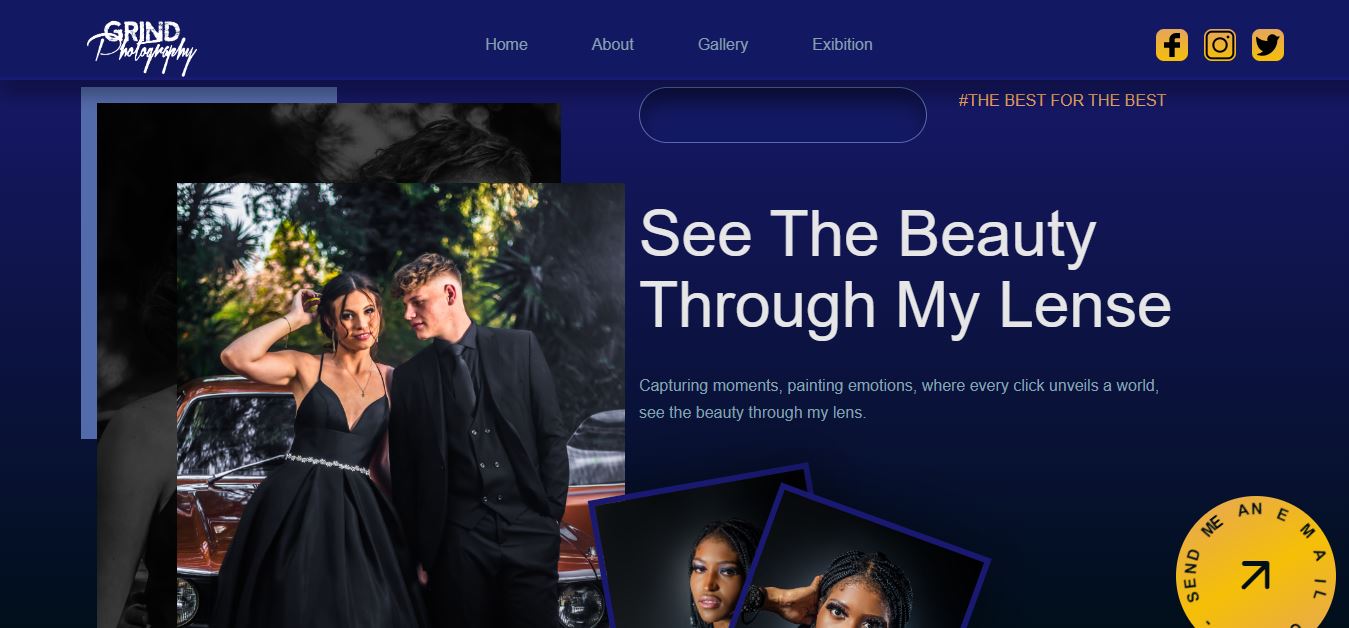 GRIND
Photography
Home
About
Gallery
Exibition
#THE BEST FOR THE BEST
See The Beauty
Through My Lense
Capturing moments, painting emotions, where every click unveils a world,
see the beauty through my lens.
SEND ME AN EMAIL